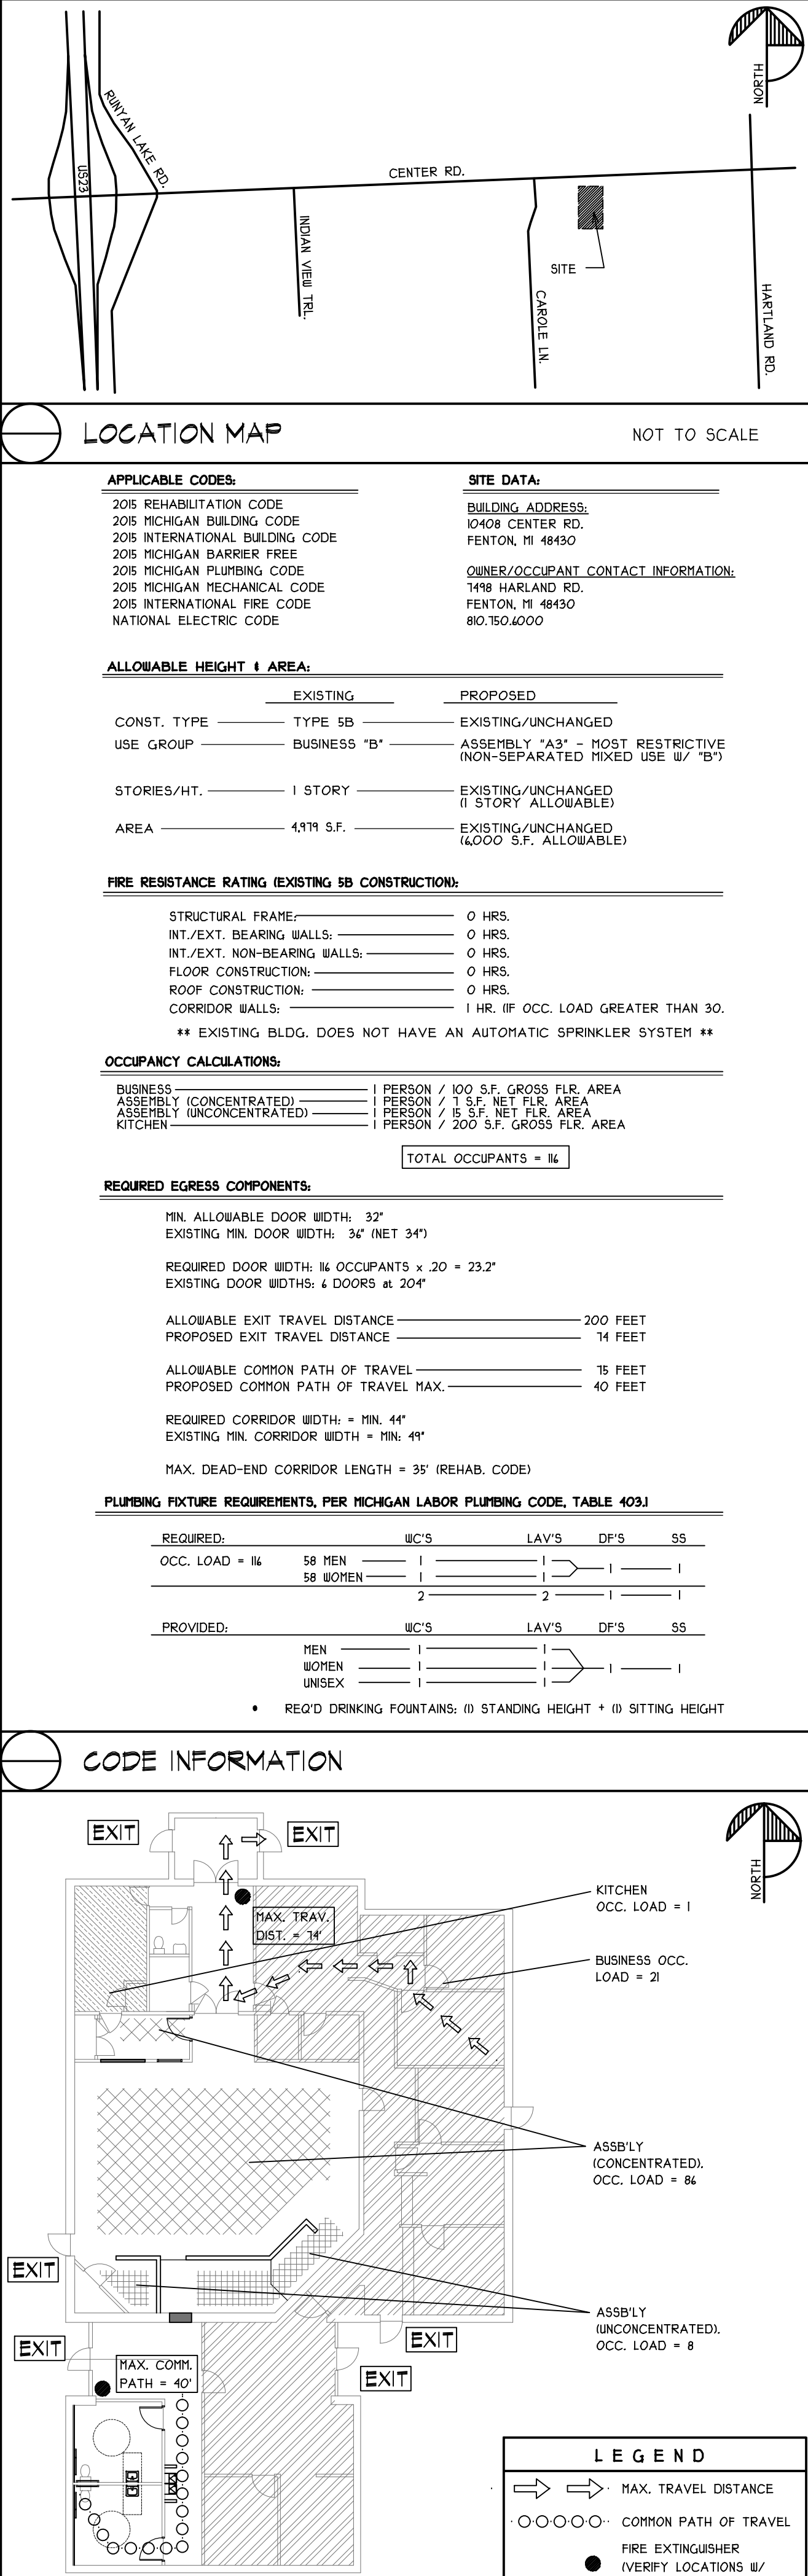 NORTH
RUNYAN LAKE RD.
US23
CENTER RD.
INDIAN VIEW TRL.
SITE
CAROLE LN.
HARTLAND RD.
LOCATION MAP
NOT TO SCALE
APPLICABLE CODES:
2015 REHABILITATION CODE
2015 MICHIGAN BUILDING CODE
2015 INTERNATIONAL BUILDING CODE
2015 MICHIGAN BARRIER FREE
2015 MICHIGAN PLUMBING CODE
2015 MICHIGAN MECHANICAL CODE
2015 INTERNATIONAL FIRE CODE
NATIONAL ELECTRIC CODE
SITE DATA:
BUILDING ADDRESS:
10408 CENTER RD.
FENTON, MI 48430
OWNER/OCCUPANT CONTACT INFORMATION:
7498 HARLAND RD.
FENTON, MI 48430
810.750.6000
ALLOWABLE HEIGHT & AREA:
EXISTING PROPOSED
CONST. TYPE TYPE 5B EXISTING/UNCHANGED
USE GROUP BUSINESS "B" ASSEMBLY "A3" - MOST RESTRICTIVE
(NON-SEPARATED MIXED USE W/ "B")
STORIES/HT. 1 STORY EXISTING/UNCHANGED
(1 STORY ALLOWABLE)
AREA 4,979 S.F. EXISTING/UNCHANGED
(6,000 S.F. ALLOWABLE)
FIRE RESISTANCE RATING (EXISTING 5B CONSTRUCTION):
STRUCTURAL FRAME: 0 HRS.
INT./EXT. BEARING WALLS: 0 HRS.
INT./EXT. NON-BEARING WALLS: 0 HRS.
FLOOR CONSTRUCTION: 0 HRS.
ROOF CONSTRUCTION: 0 HRS.
CORRIDOR WALLS: 1 HR. (IF OCC. LOAD GREATER THAN 30.
** EXISTING BLDG. DOES NOT HAVE AN AUTOMATIC SPRINKLER SYSTEM **
OCCUPANCY CALCULATIONS:
BUSINESS 1 PERSON / 100 S.F. GROSS FLR. AREA
ASSEMBLY (CONCENTRATED) 1 PERSON / 7 S.F. NET FLR. AREA
ASSEMBLY (UNCONCENTRATED) 1 PERSON / 15 S.F. NET FLR. AREA
KITCHEN 1 PERSON / 200 S.F. GROSS FLR. AREA
TOTAL OCCUPANTS = 116
REQUIRED EGRESS COMPONENTS:
MIN. ALLOWABLE DOOR WIDTH: 32"
EXISTING MIN. DOOR WIDTH: 36" (NET 34")
REQUIRED DOOR WIDTH: 116 OCCUPANTS x .20 = 23.2"
EXISTING DOOR WIDTHS: 6 DOORS at 204"
ALLOWABLE EXIT TRAVEL DISTANCE 200 FEET
PROPOSED EXIT TRAVEL DISTANCE 74 FEET
ALLOWABLE COMMON PATH OF TRAVEL 75 FEET
PROPOSED COMMON PATH OF TRAVEL MAX. 40 FEET
REQUIRED CORRIDOR WIDTH: = MIN. 44"
EXISTING MIN. CORRIDOR WIDTH = MIN: 49"
MAX. DEAD-END CORRIDOR LENGTH = 35' (REHAB. CODE)
PLUMBING FIXTURE REQUIREMENTS, PER MICHIGAN LABOR PLUMBING CODE, TABLE 403.1
REQUIRED: WC'S LAV'S DF'S SS
OCC. LOAD = 116 58 MEN 1 1
58 WOMEN 1 1 1 1
2 2 1 1
PROVIDED: WC'S LAV'S DF'S SS
MEN 1 1
WOMEN 1 1 1 1
UNISEX 1 1
• REQ'D DRINKING FOUNTAINS: (1) STANDING HEIGHT + (1) SITTING HEIGHT
CODE INFORMATION
NORTH
EXIT
EXIT
MAX. TRAV.
DIST. = 74'
KITCHEN
OCC. LOAD = 1
BUSINESS OCC.
LOAD = 21
ASSB'LY
(CONCENTRATED).
OCC. LOAD = 86
EXIT
ASSB'LY
(UNCONCENTRATED).
OCC. LOAD = 8
EXIT
EXIT
EXIT
MAX. COMM.
PATH = 40'
LEGEND
MAX. TRAVEL DISTANCE
COMMON PATH OF TRAVEL
FIRE EXTINGUISHER
(VERIFY LOCATIONS W/